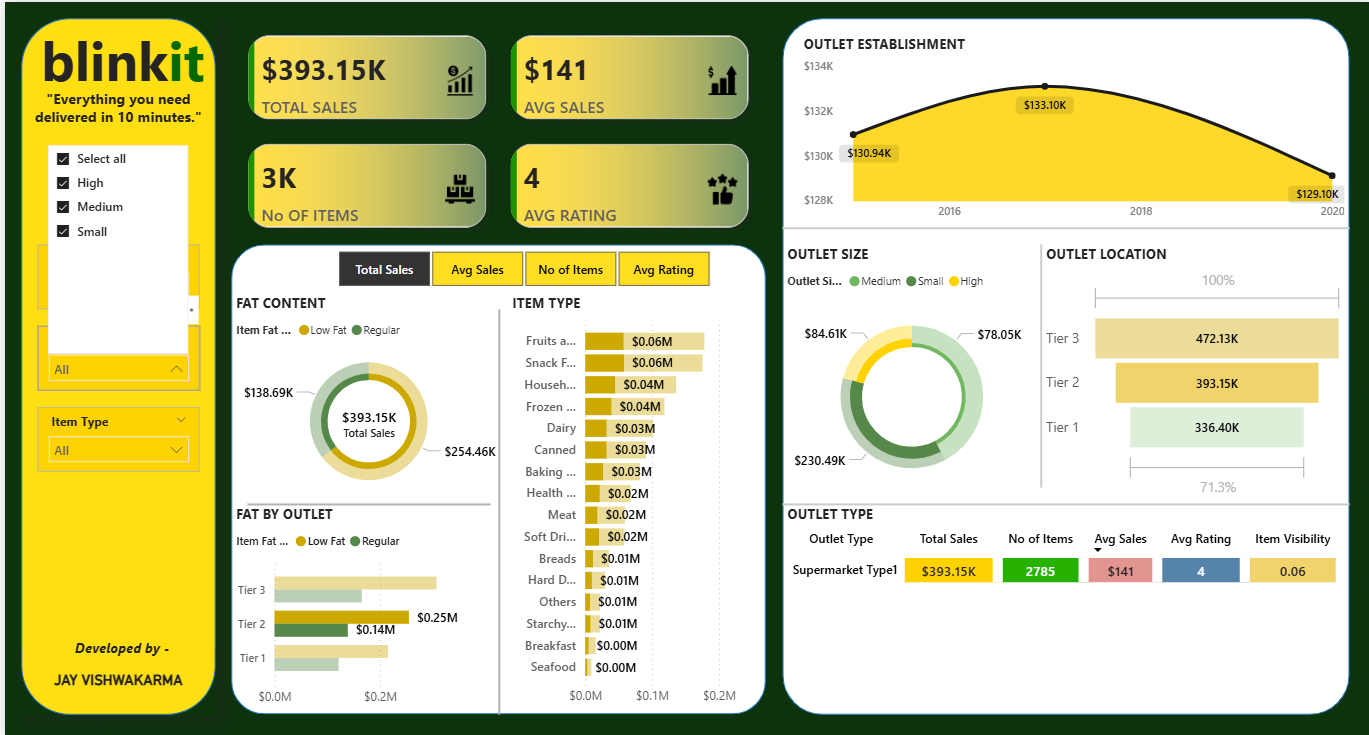 blinkit
"Everything you need
delivered in 10 minutes."
Select all
High
Medium
Small
All
Item Type
All
Developed by -
JAY VISHWAKARMA
$393.15K
TOTAL SALES
$141
AVG SALES
3K
No OF ITEMS
4
AVG RATING
Total Sales
Avg Sales
No of Items
Avg Rating
FAT CONTENT
Item Fat ... Low Fat Regular
$138.69K
$393.15K
Total Sales
$254.46K
FAT BY OUTLET
Item Fat ... Low Fat Regular
Tier 3
Tier 2 $0.25M
$0.14M
Tier 1
$0.0M $0.2M
ITEM TYPE
Fruits a... $0.06M
Snack F... $0.06M
Househ... $0.04M
Frozen ... $0.04M
Dairy $0.03M
Canned $0.03M
Baking ... $0.03M
Health ... $0.02M
Meat $0.02M
Soft Dri... $0.02M
Breads $0.01M
Hard D... $0.01M
Others $0.01M
Starchy... $0.01M
Breakfast $0.00M
Seafood $0.00M
$0.0M $0.1M $0.2M
OUTLET ESTABLISHMENT
$134K
$132K
$130K
$128K
$130.94K
$133.10K
$129.10K
2016 2018 2020
OUTLET SIZE
Outlet Si... Medium Small High
$84.61K
$78.05K
$230.49K
OUTLET LOCATION
100%
Tier 3 472.13K
Tier 2 393.15K
Tier 1 336.40K
71.3%
OUTLET TYPE
Outlet Type Total Sales No of Items Avg Sales Avg Rating Item Visibility
Supermarket Type1 $393.15K 2785 $141 4 0.06